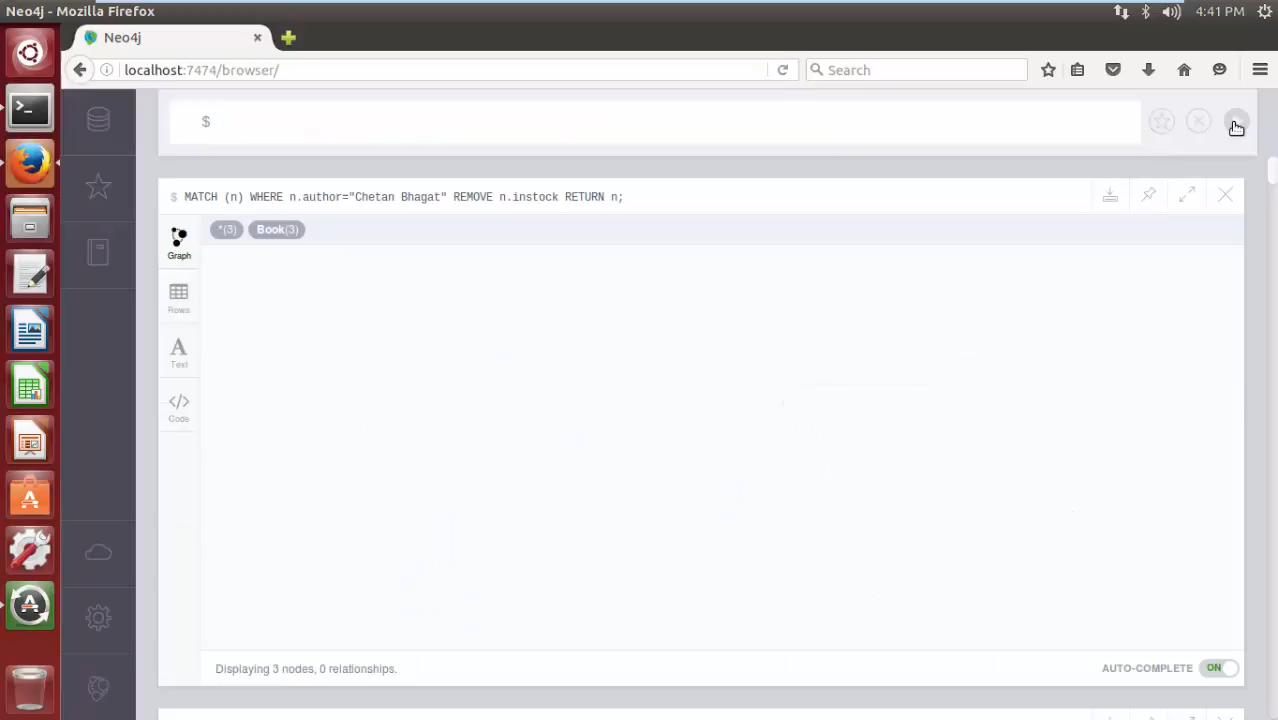 Neo4j - Mozilla Firefox
4:41 PM
Neo4j
localhost:7474/browser/
Search
$
$ MATCH (n) WHERE n.author="Chetan Bhagat" REMOVE n.instock RETURN n;
*(3) Book(3)
Graph
Rows
Text
Code
Displaying 3 nodes, 0 relationships.
AUTO-COMPLETE ON